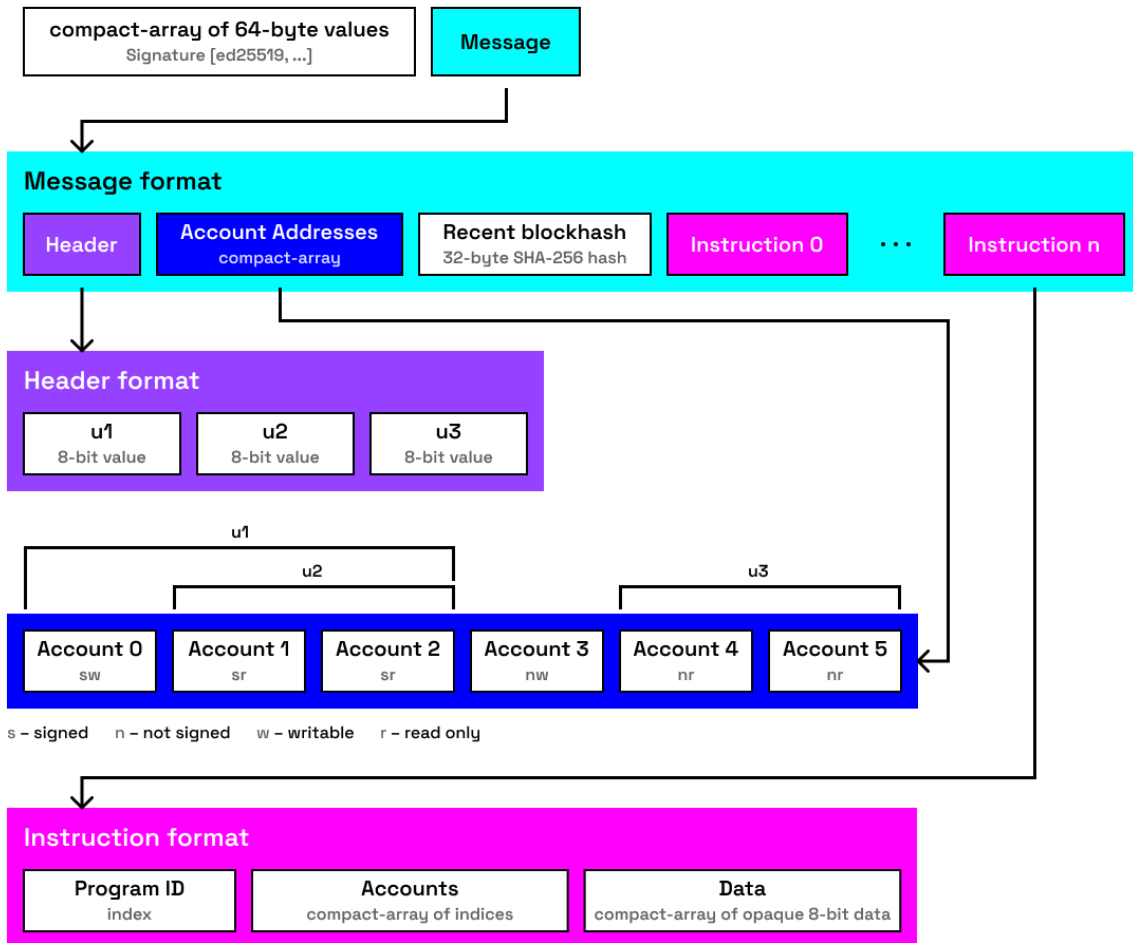 compact-array of 64-byte values
Signature [ed25519, ...]
Message
Message format
Header
Account Addresses
compact-array
Recent blockhash
32-byte SHA-256 hash
Instruction 0
...
Instruction n
Header format
u1
8-bit value
u2
8-bit value
u3
8-bit value
u1
u2
u3
Account 0
sw
Account 1
sr
Account 2
sr
Account 3
nw
Account 4
nr
Account 5
nr
s – signed n – not signed w – writable r – read only
Instruction format
Program ID
index
Accounts
compact-array of indices
Data
compact-array of opaque 8-bit data